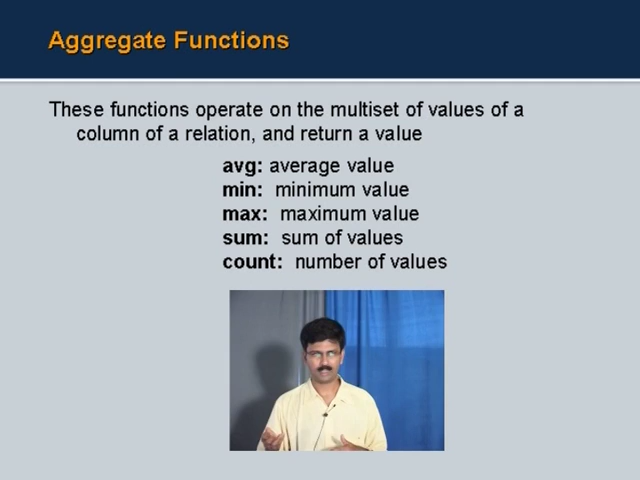 Aggregate Functions
These functions operate on the multiset of values of a
column of a relation, and return a value
avg: average value
min: minimum value
max: maximum value
sum: sum of values
count: number of values